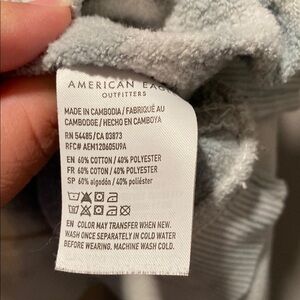 AMERICAN EAG
OUTFITTERS
MADE IN CAMBODIA / FABRIQUÉ AU
CAMBODGE / HECHO EN CAMBOYA
RN 54485/CA 03873
RFC# AEM120605U9A
EN 60% COTTON / 40% POLYESTER
FR 60% COTON / 40% POLYESTER
SP 60% algodón / 40% poliéster
EN COLOR MAY TRANSFER WHEN NEW.
WASH ONCE SEPARATELY IN COLD WATER
BEFORE WEARING. MACHINE WASH COLD.